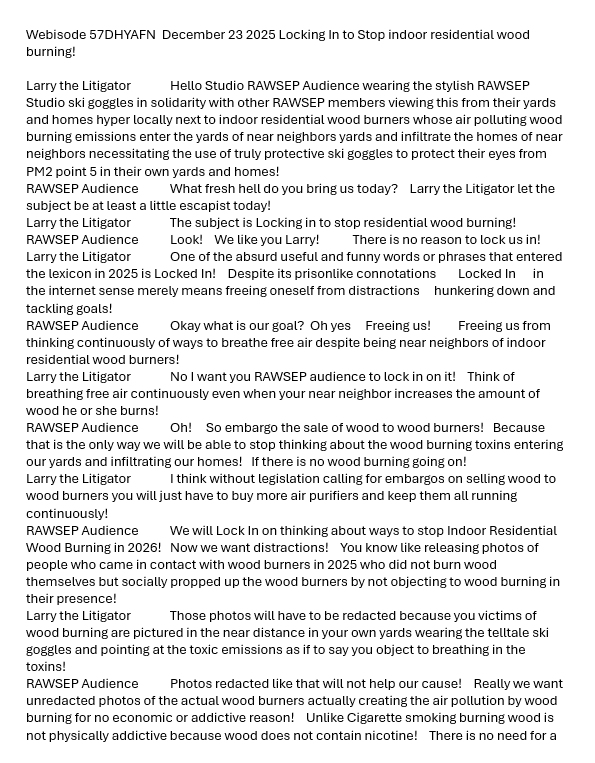 Webisode 57DHYAFN  December 23 2025 Locking In to Stop indoor residential wood
burning!
Larry the Litigator          Hello Studio RAWSEP Audience wearing the stylish RAWSEP
Studio ski goggles in solidarity with other RAWSEP members viewing this from their yards
and homes hyper locally next to indoor residential wood burners whose air polluting wood
burning emissions enter the yards of near neighbors yards and infiltrate the homes of near
neighbors necessitating the use of truly protective ski goggles to protect their eyes from
PM2 point 5 in their own yards and homes!
RAWSEP Audience          What fresh hell do you bring us today?   Larry the Litigator let the
subject be at least a little escapist today!
Larry the Litigator          The subject is Locking in to stop residential wood burning!
RAWSEP Audience          Look!   We like you Larry!         There is no reason to lock us in!
Larry the Litigator          One of the absurd useful and funny words or phrases that entered
the lexicon in 2025 is Locked In!   Despite its prisonlike connotations      Locked In     in
the internet sense merely means freeing oneself from distractions    hunkering down and
tackling goals!
RAWSEP Audience          Okay what is our goal?  Oh yes    Freeing us!       Freeing us from
thinking continuously of ways to breathe free air despite being near neighbors of indoor
residential wood burners!
Larry the Litigator          No I want you RAWSEP audience to lock in on it!   Think of
breathing free air continuously even when your near neighbor increases the amount of
wood he or she burns!
RAWSEP Audience          Oh!    So embargo the sale of wood to wood burners!   Because
that is the only way we will be able to stop thinking about the wood burning toxins entering
our yards and infiltrating our homes!   If there is no wood burning going on!
Larry the Litigator          I think without legislation calling for embargos on selling wood to
wood burners you will just have to buy more air purifiers and keep them all running
continuously!
RAWSEP Audience          We will Lock In on thinking about ways to stop Indoor Residential
Wood Burning in 2026!   Now we want distractions!    You know like releasing photos of
people who came in contact with wood burners in 2025 who did not burn wood
themselves but socially propped up the wood burners by not objecting to wood burning in
their presence!
Larry the Litigator          Those photos will have to be redacted because you victims of
wood burning are pictured in the near distance in your own yards wearing the telltale ski
goggles and pointing at the toxic emissions as if to say you object to breathing in the
toxins!
RAWSEP Audience          Photos redacted like that will not help our cause!    Really we want
unredacted photos of the actual wood burners actually creating the air pollution by wood
burning for no economic or addictive reason!    Unlike Cigarette smoking burning wood is
not physically addictive because wood does not contain nicotine!    There is no need for a